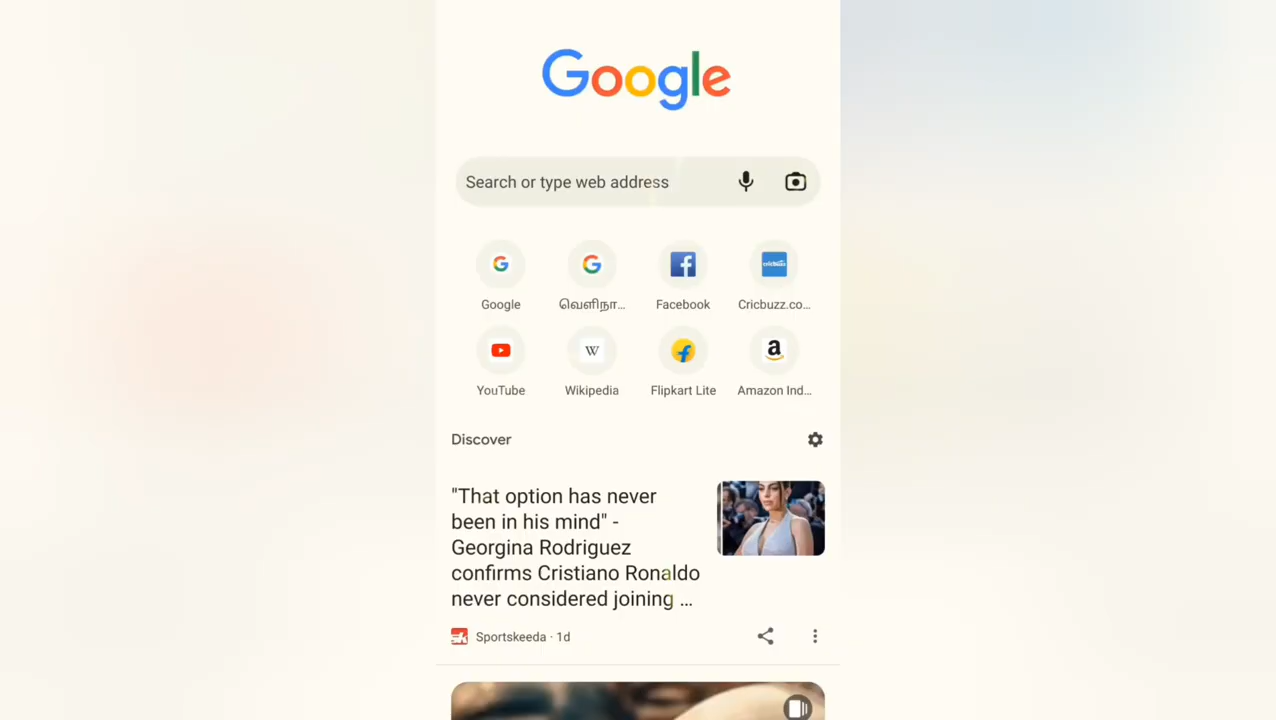 Google
Search or type web address
Google
வெளிநா...
Facebook
Cricbuzz.co...
YouTube
Wikipedia
Flipkart Lite
Amazon Ind...
Discover
"That option has never
been in his mind" -
Georgina Rodriguez
confirms Cristiano Ronaldo
never considered joining ...
Sportskeeda · 1d